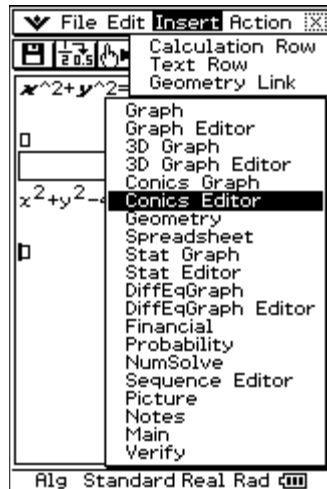 File Edit Insert Action
Calculation Row
Text Row
Geometry Link
x^2+y^2=
Graph
Graph Editor
3D Graph
3D Graph Editor
Conics Graph
x²+y²-
Conics Editor
Geometry
Spreadsheet
Stat Graph
Stat Editor
DiffEqGraph
DiffEqGraph Editor
Financial
Probability
NumSolve
Sequence Editor
Picture
Notes
Main
Verify
Alg Standard Real Rad